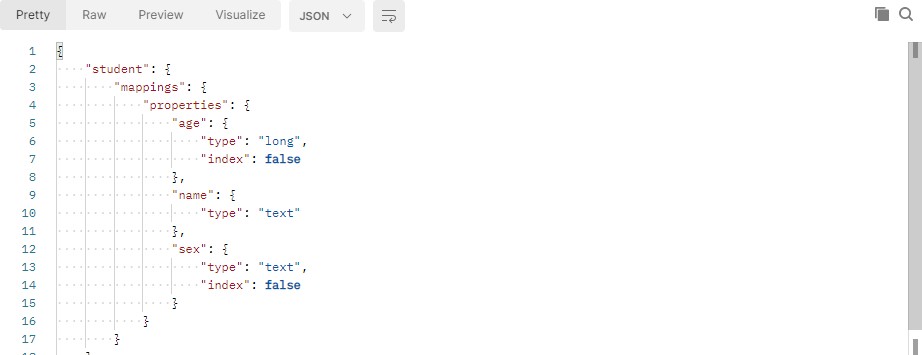 Pretty Raw Preview Visualize JSON
1 {
2 "student": {
3 "mappings": {
4 "properties": {
5 "age": {
6 "type": "long",
7 "index": false
8 },
9 "name": {
10 "type": "text"
11 },
12 "sex": {
13 "type": "text",
14 "index": false
15 }
16 }
17 }
18 }